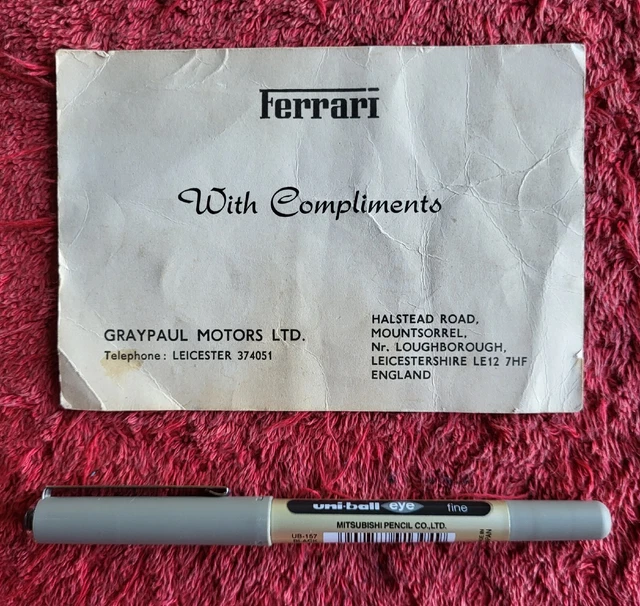 Ferrari
With Compliments
GRAYPAUL MOTORS LTD.
Telephone: LEICESTER 374051
HALSTEAD ROAD,
MOUNTSORREL,
Nr. LOUGHBOROUGH,
LEICESTERSHIRE LE12 7HF
ENGLAND
uni-ball eye fine
MITSUBISHI PENCIL CO., LTD.
UB-157
BLACK